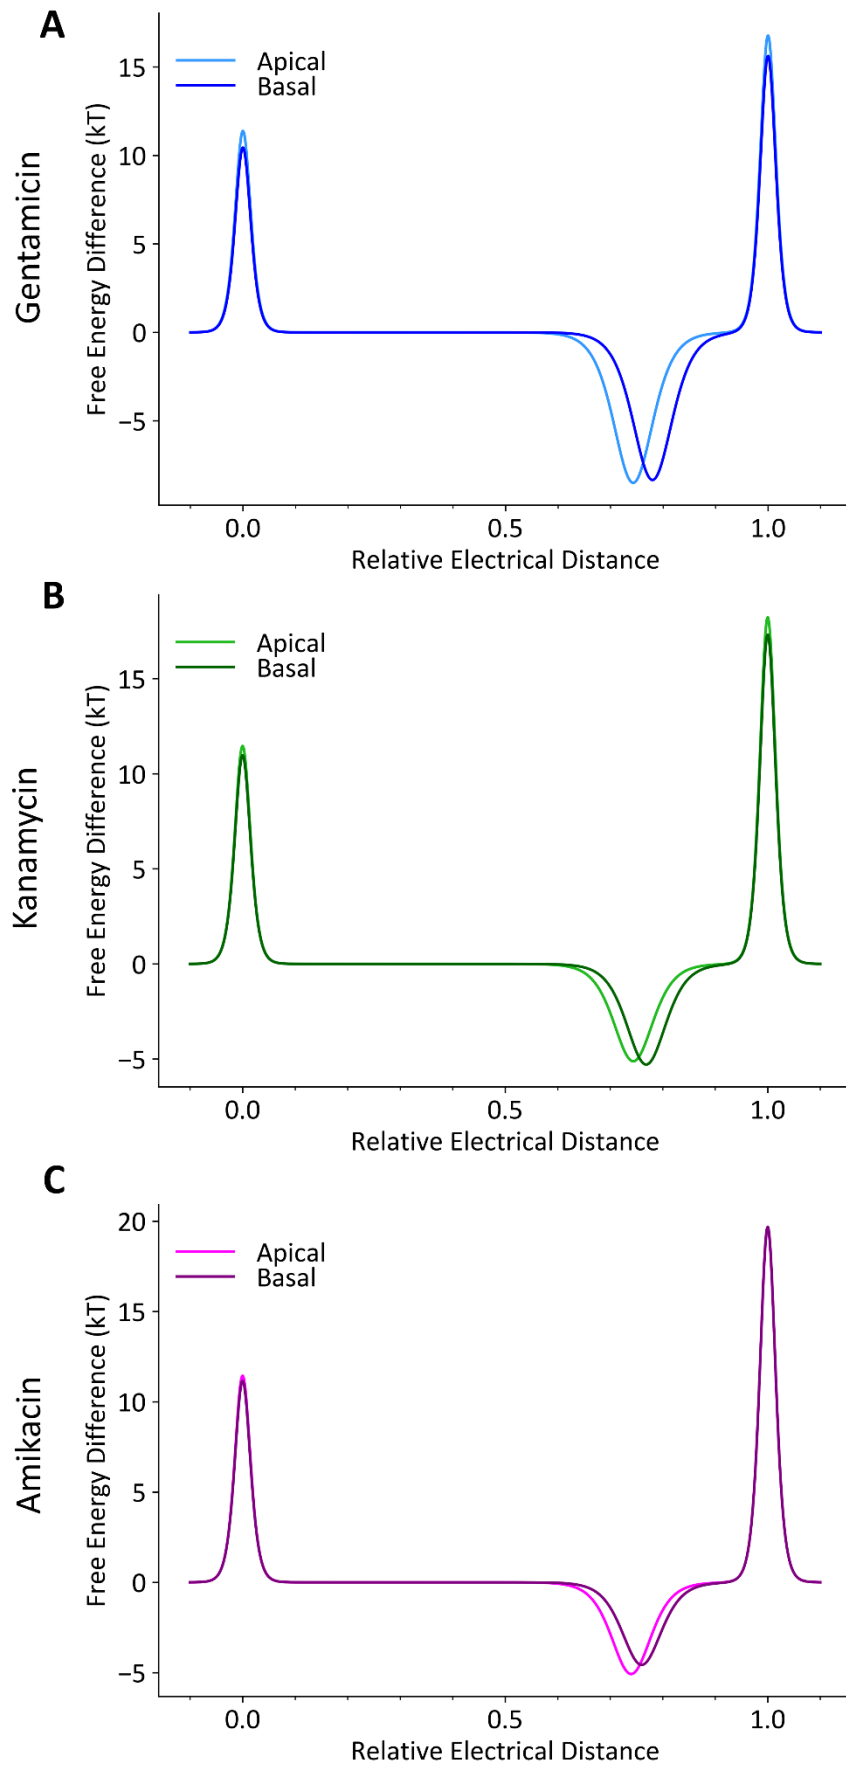 A
Gentamicin
Free Energy Difference (kT)
Apical
Basal
15
10
5
0
−5
0.0
0.5
1.0
Relative Electrical Distance
B
Kanamycin
Free Energy Difference (kT)
Apical
Basal
15
10
5
0
−5
0.0
0.5
1.0
Relative Electrical Distance
C
Amikacin
Free Energy Difference (kT)
Apical
Basal
20
15
10
5
0
−5
0.0
0.5
1.0
Relative Electrical Distance